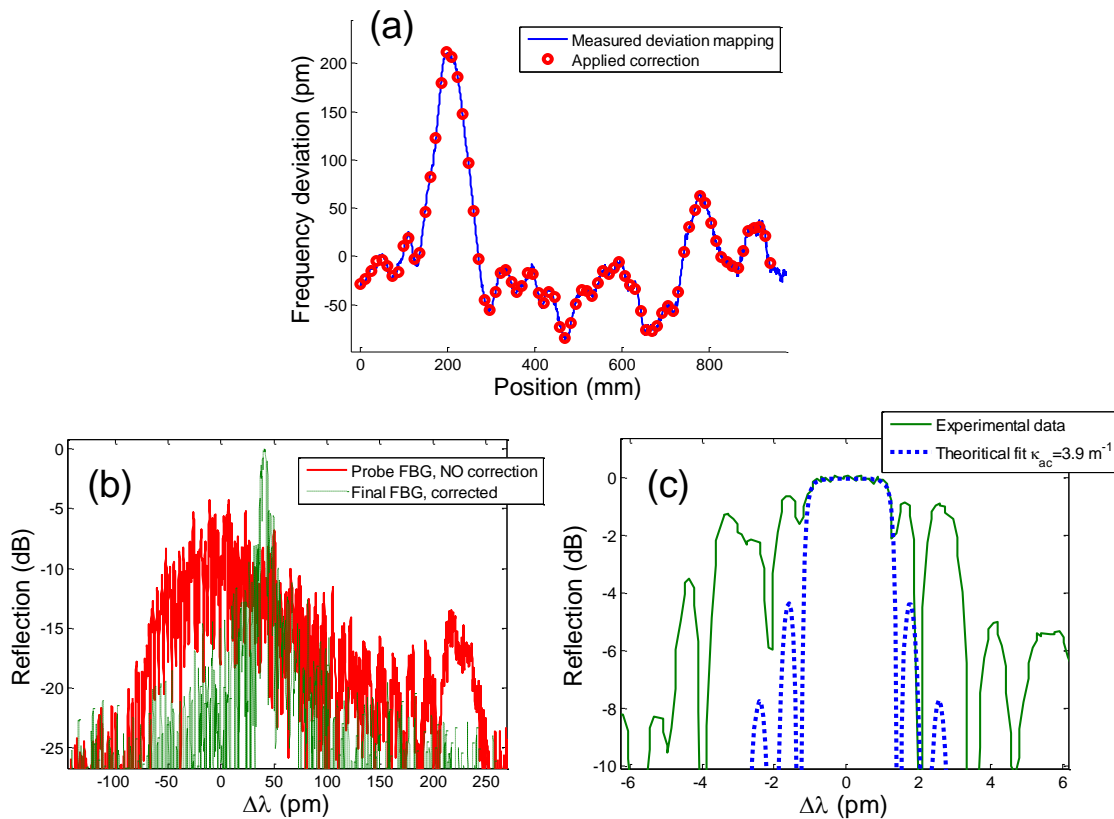 (a)
Measured deviation mapping
Applied correction
Frequency deviation (pm)
200
150
100
50
0
-50
0
200
400
600
800
Position (mm)
(b)
Probe FBG, NO correction
Final FBG, corrected
Reflection (dB)
0
-5
-10
-15
-20
-25
-100
-50
0
50
100
150
200
250
Δλ (pm)
(c)
Experimental data
Theoritical fit κac=3.9 m-1
Reflection (dB)
0
-2
-4
-6
-8
-10
-6
-4
-2
0
2
4
6
Δλ (pm)